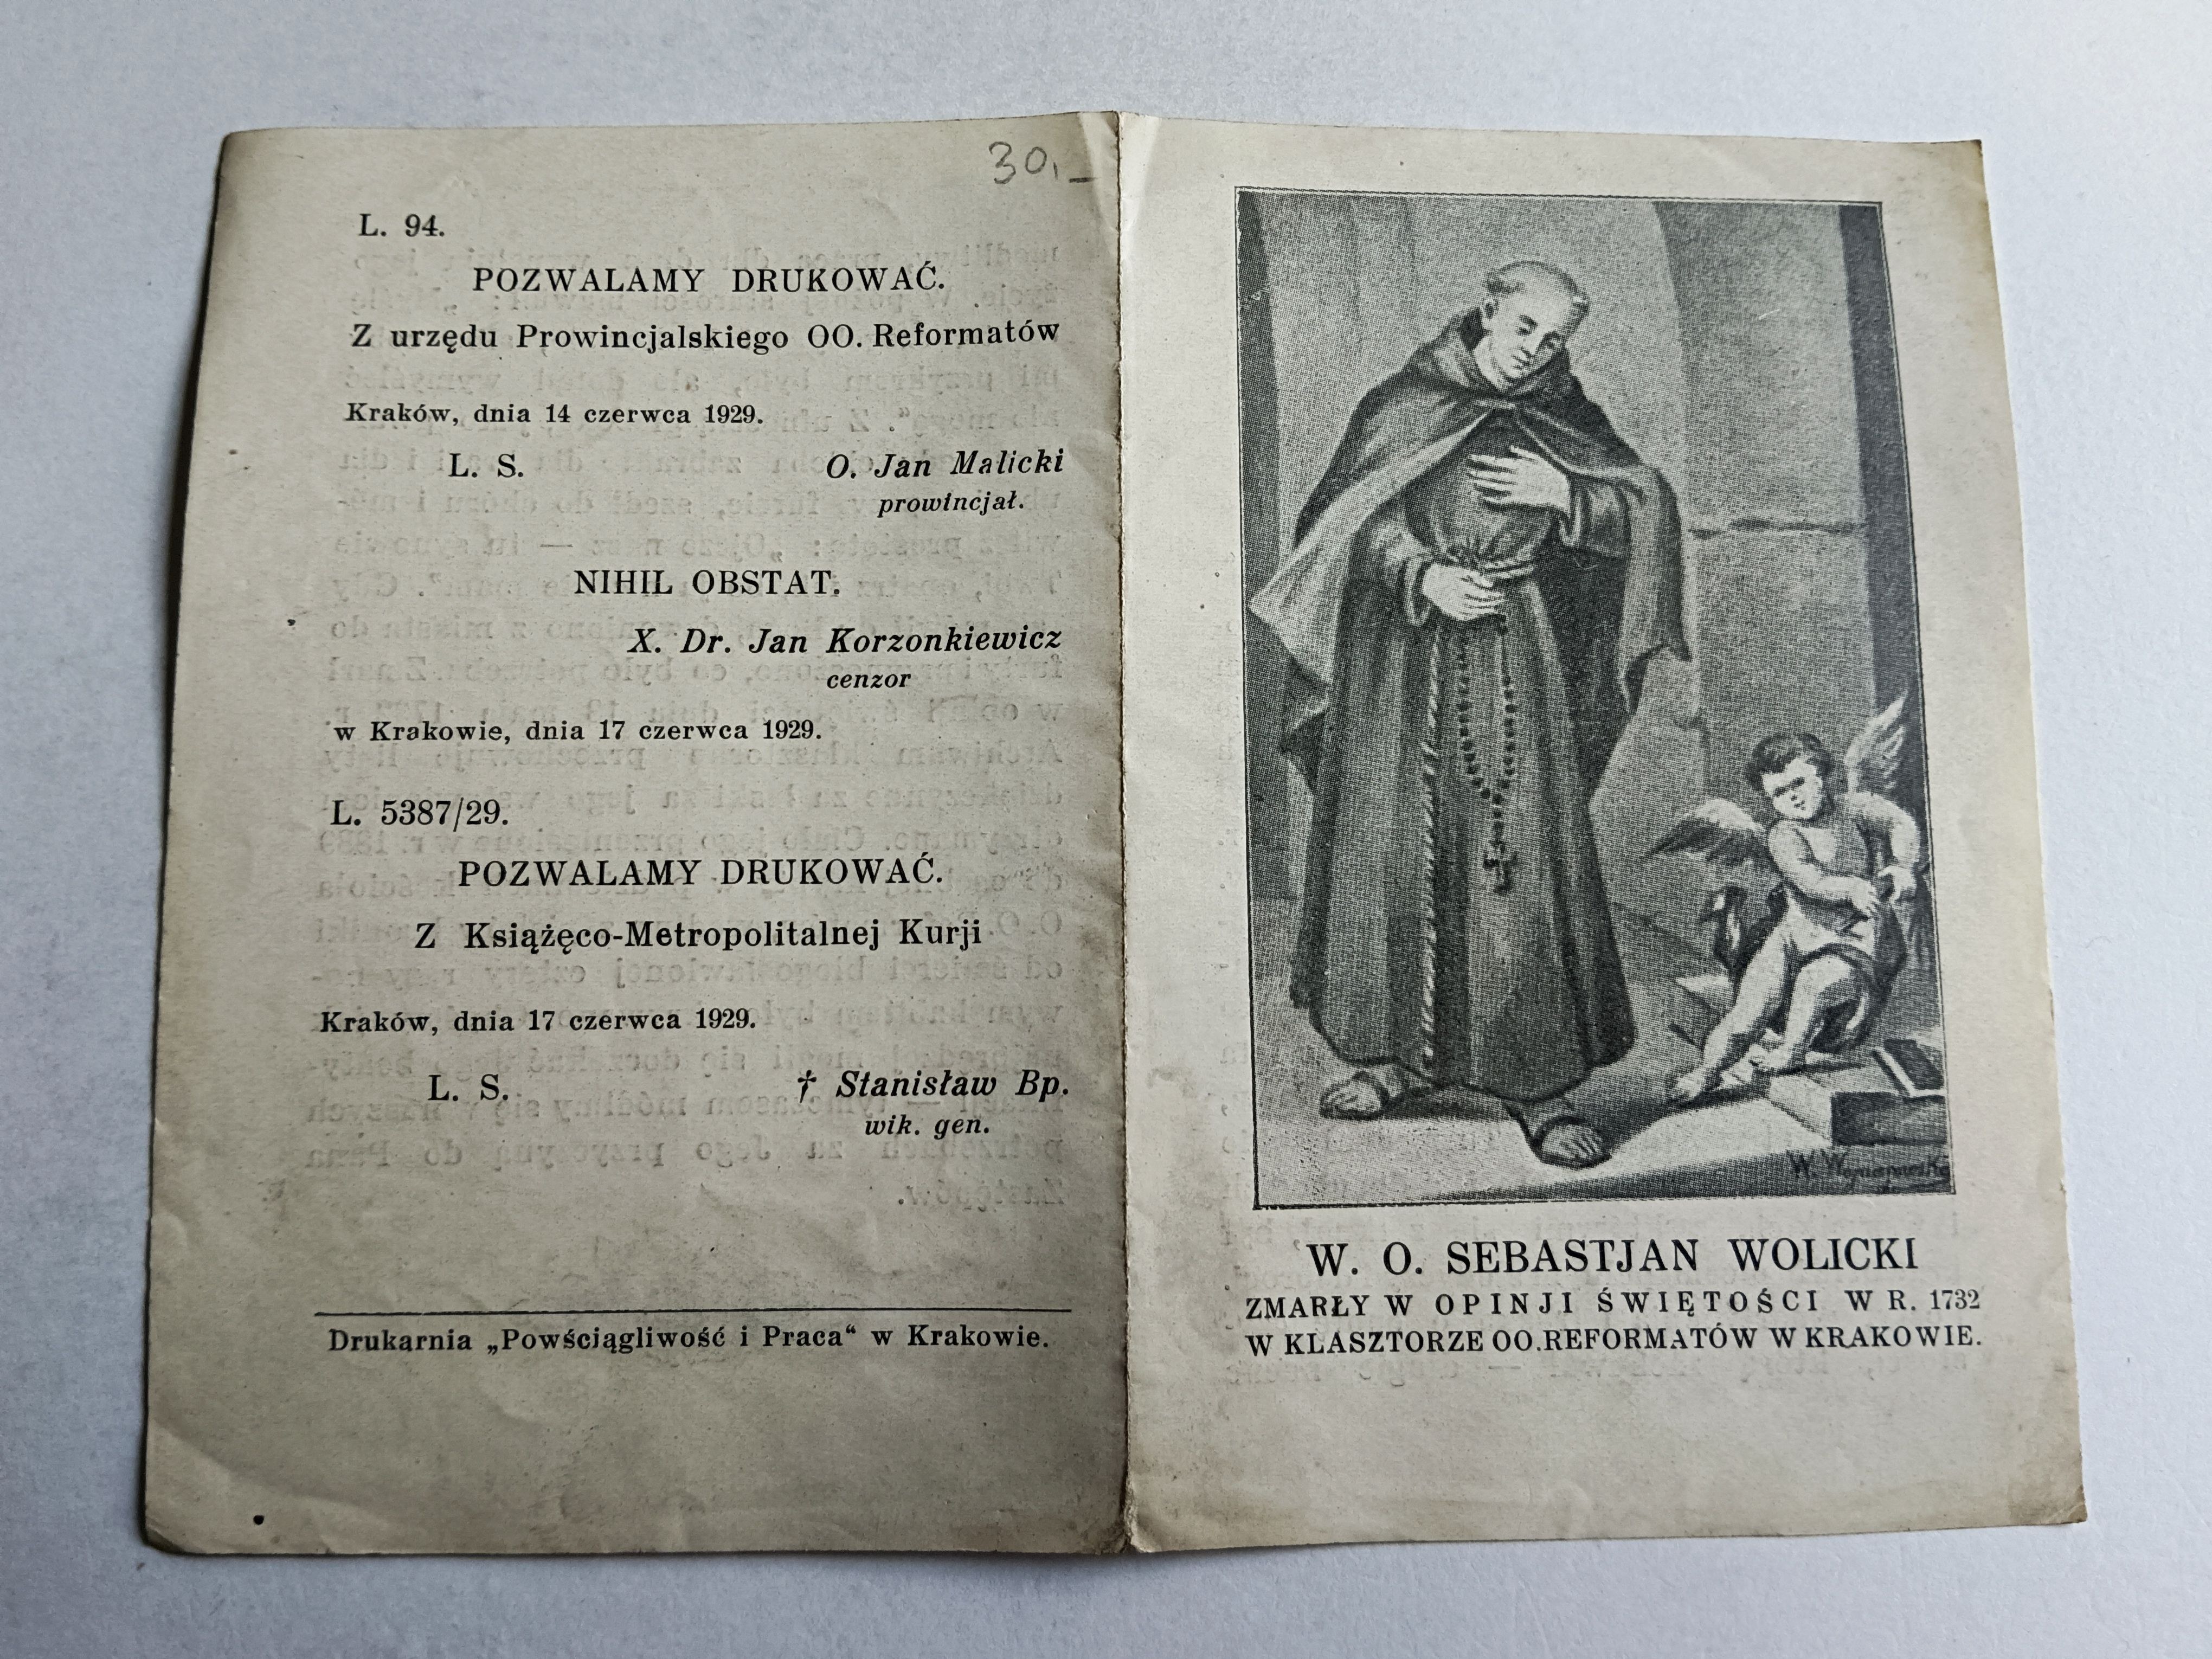 30,–
L. 94.
POZWALAMY DRUKOWAĆ.
Z urzędu Prowincjalskiego OO. Reformatów
Kraków, dnia 14 czerwca 1929.
L. S. O. Jan Malicki
prowincjał.
NIHIL OBSTAT.
X. Dr. Jan Korzonkiewicz
cenzor
w Krakowie, dnia 17 czerwca 1929.
L. 5387/29.
POZWALAMY DRUKOWAĆ.
Z Książęco-Metropolitalnej Kurji
Kraków, dnia 17 czerwca 1929.
L. S. † Stanisław Bp.
wik. gen.
Drukarnia „Powściągliwość i Praca“ w Krakowie.
W.
W. O. SEBASTJAN WOLICKI
ZMARŁY W OPINJI ŚWIĘTOŚCI W R. 1732
W KLASZTORZE OO. REFORMATÓW W KRAKOWIE.